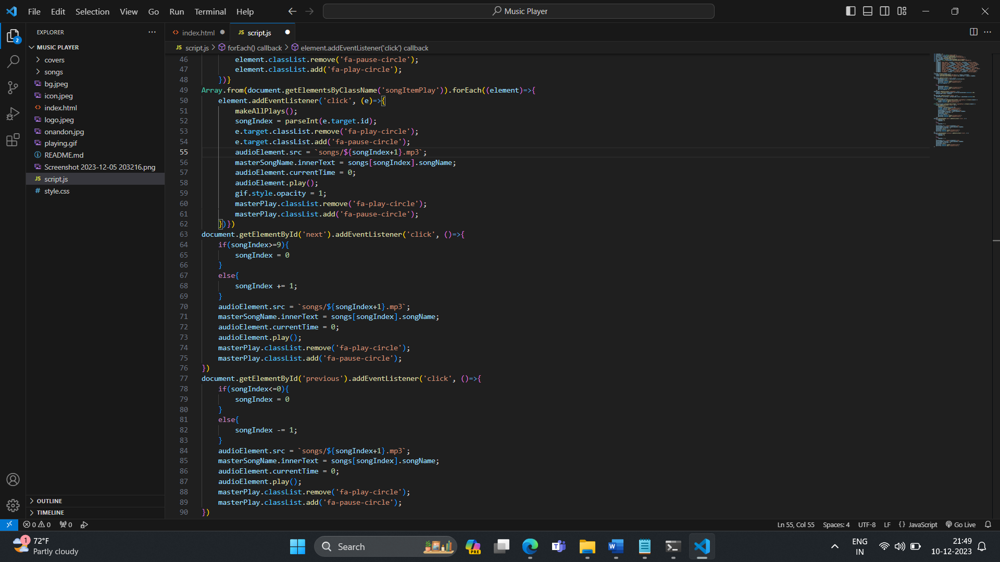 File Edit Selection View Go Run Terminal Help
Music Player
EXPLORER
MUSIC PLAYER
covers
songs
bg.jpeg
icon.jpeg
index.html
logo.jpeg
onandon.jpg
playing.gif
README.md
Screenshot 2023-12-05 203216.png
JS script.js
# style.css
OUTLINE
TIMELINE
2
index.html
JS script.js
JS script.js > forEach() callback > element.addEventListener('click') callback
46 element.classList.remove('fa-pause-circle');
47 element.classList.add('fa-play-circle');
48 })}
49 Array.from(document.getElementsByClassName('songItemPlay')).forEach((element)=>{
50 element.addEventListener('click', (e)=>{
51 makeAllPlays();
52 songIndex = parseInt(e.target.id);
53 e.target.classList.remove('fa-play-circle');
54 e.target.classList.add('fa-pause-circle');
55 audioElement.src = `songs/${songIndex+1}.mp3`;
56 masterSongName.innerText = songs[songIndex].songName;
57 audioElement.currentTime = 0;
58 audioElement.play();
59 gif.style.opacity = 1;
60 masterPlay.classList.remove('fa-play-circle');
61 masterPlay.classList.add('fa-pause-circle');
62 })})
63 document.getElementById('next').addEventListener('click', ()=>{
64 if(songIndex>=9){
65 songIndex = 0
66 }
67 else{
68 songIndex += 1;
69 }
70 audioElement.src = `songs/${songIndex+1}.mp3`;
71 masterSongName.innerText = songs[songIndex].songName;
72 audioElement.currentTime = 0;
73 audioElement.play();
74 masterPlay.classList.remove('fa-play-circle');
75 masterPlay.classList.add('fa-pause-circle');
76 })
77 document.getElementById('previous').addEventListener('click', ()=>{
78 if(songIndex<=0){
79 songIndex = 0
80 }
81 else{
82 songIndex -= 1;
83 }
84 audioElement.src = `songs/${songIndex+1}.mp3`;
85 masterSongName.innerText = songs[songIndex].songName;
86 audioElement.currentTime = 0;
87 audioElement.play();
88 masterPlay.classList.remove('fa-play-circle');
89 masterPlay.classList.add('fa-pause-circle');
90 })
0 0 0
Ln 55, Col 55 Spaces: 4 UTF-8 LF {} JavaScript Go Live
1
72°F
Partly cloudy
Search
PRE
ENG
IN
21:49
10-12-2023